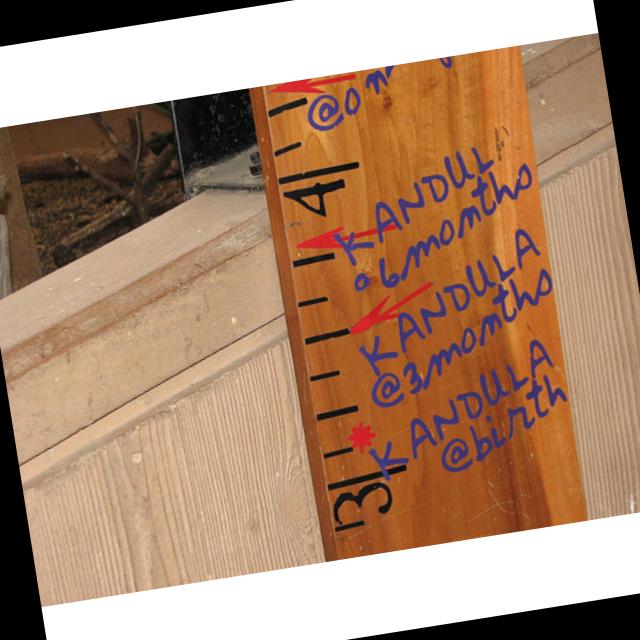 4|
KANDUL
@6months
KANDULA
@3months
KANDULA
@birth
3|